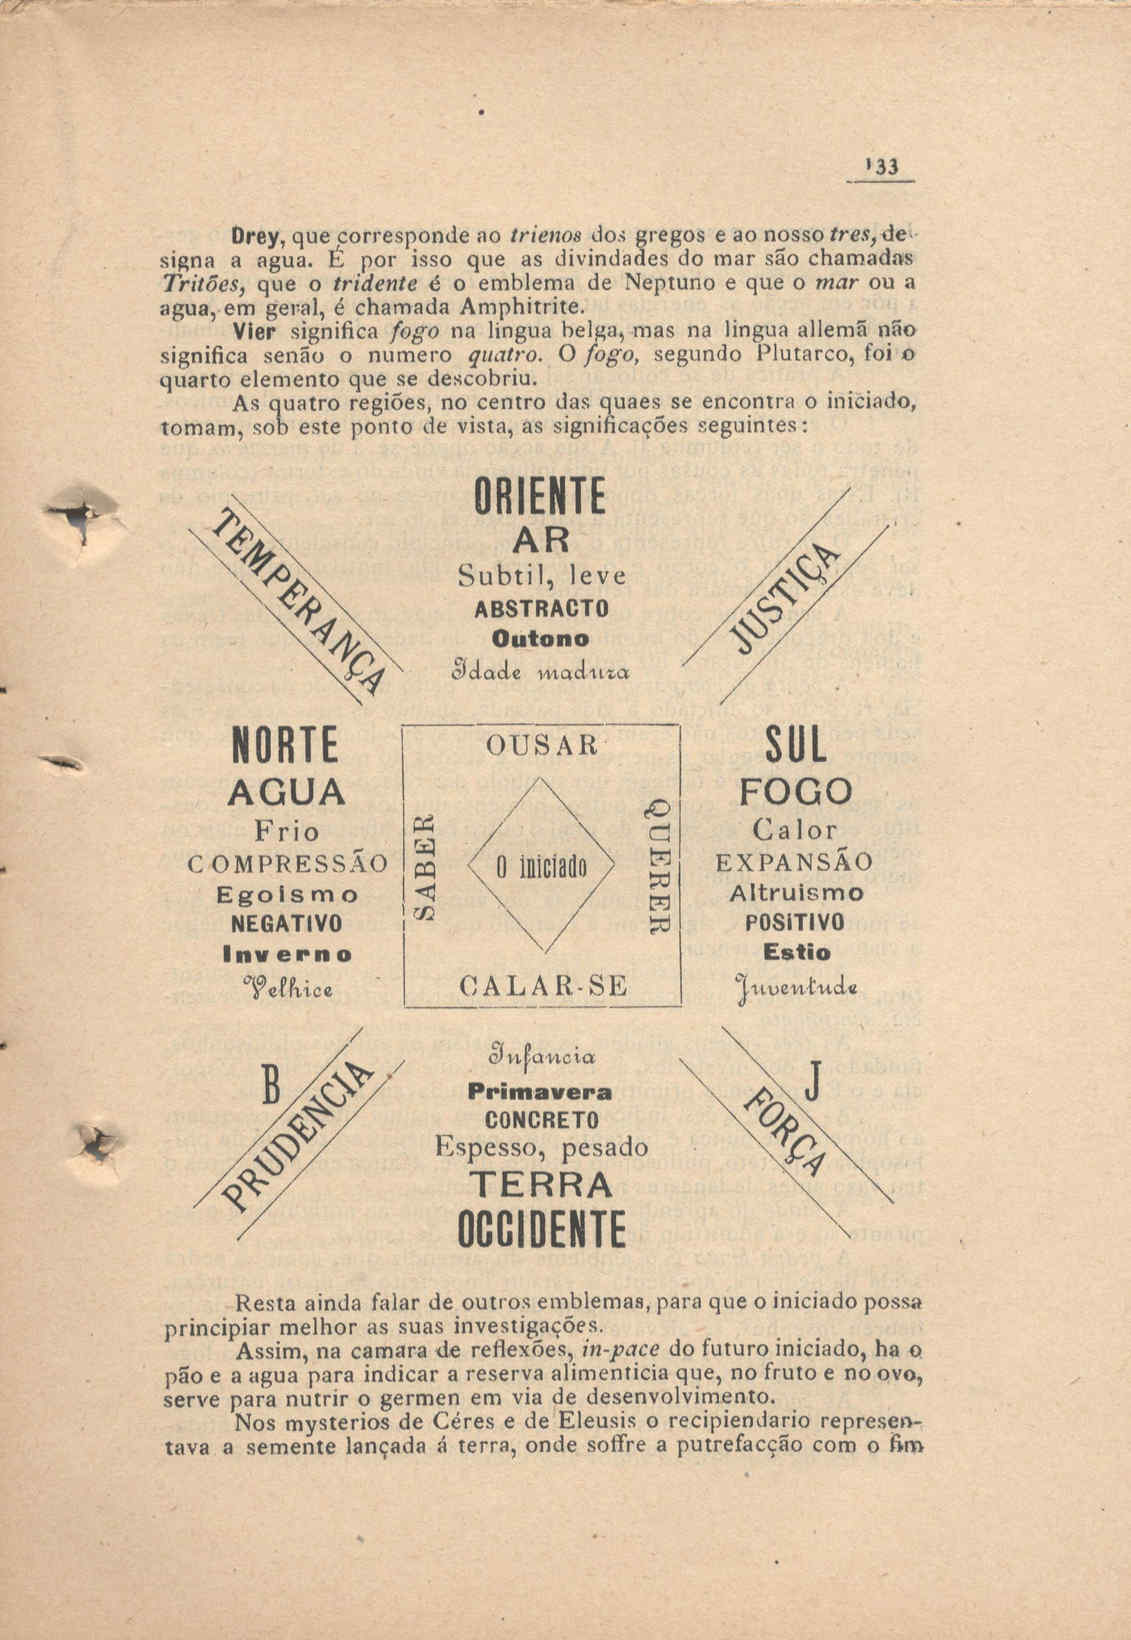 133
Drey, que corresponde ao trienos dos gregos e ao nosso tres, de-
signa a agua. É por isso que as divindades do mar são chamadas
Tritões, que o tridente é o emblema de Neptuno e que o mar ou a
agua, em geral, é chamada Amphitrite.
Vier significa fogo na lingua belga, mas na lingua allemã não
significa senão o numero quatro. O fogo, segundo Plutarco, foi o
quarto elemento que se descobriu.
As quatro regiões, no centro das quaes se encontra o iniciado,
tomam, sob este ponto de vista, as significações seguintes:
TEMPERANÇA
ORIENTE
AR
Subtil, leve
ABSTRACTO
Outono
Idade madura
JUSTIÇA
NORTE
AGUA
Frio
COMPRESSÃO
Egoismo
NEGATIVO
Inverno
Velhice
OUSAR
SABER
O iniciado
QUERER
CALAR-SE
SUL
FOGO
Calor
EXPANSÃO
Altruismo
POSITIVO
Estio
Juventude
B
PRUDENCIA
Infancia
Primavera
CONCRETO
Espesso, pesado
TERRA
OCCIDENTE
J
FORÇA
Resta ainda falar de outros emblemas, para que o iniciado possa
principiar melhor as suas investigações.
Assim, na camara de reflexões, in-pace do futuro iniciado, ha o
pão e a agua para indicar a reserva alimenticia que, no fruto e no ovo,
serve para nutrir o germen em via de desenvolvimento.
Nos mysterios de Céres e de Eleusis o recipiendario represen-
tava a semente lançada á terra, onde soffre a putrefacção com o fim